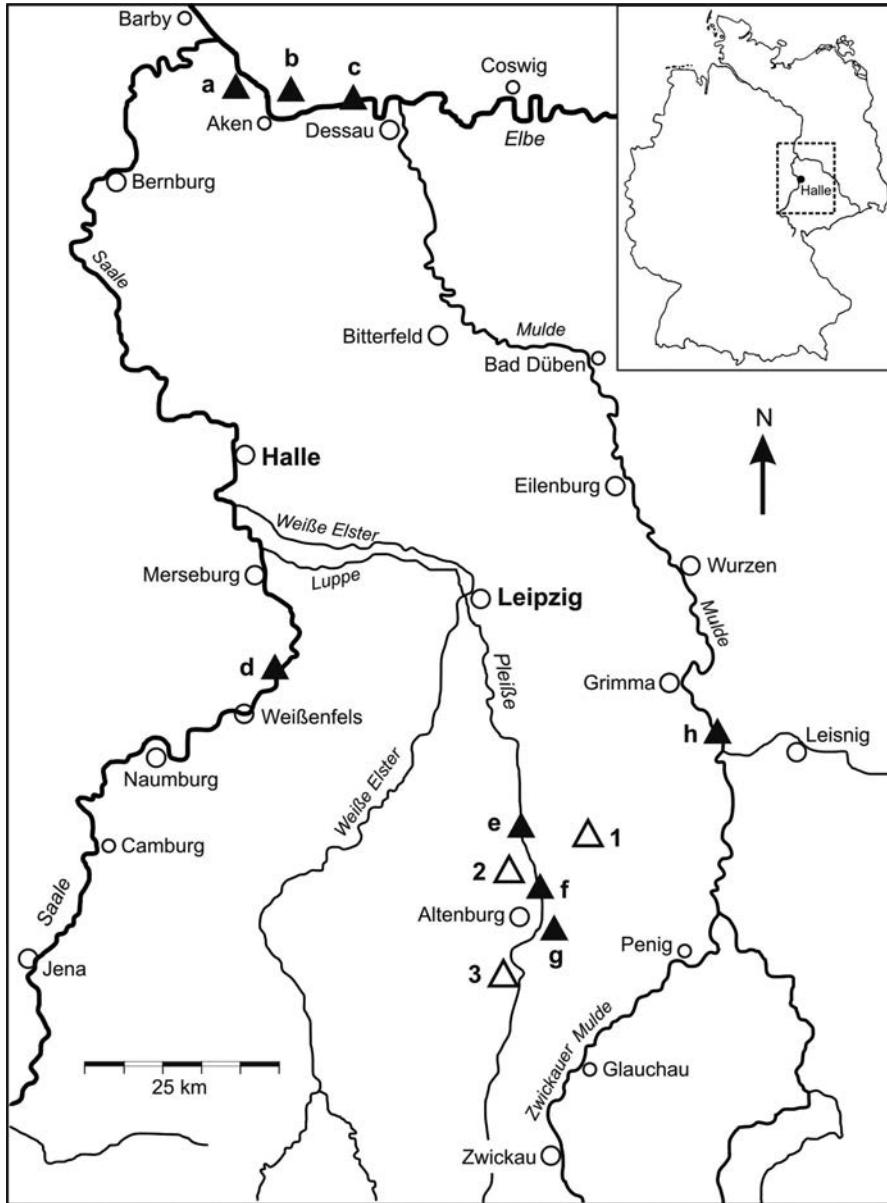 Barby
a
b
c
Coswig
Aken
Dessau
Elbe
Bernburg
Halle
Saale
Bitterfeld
Mulde
Bad Düben
N
Halle
Eilenburg
Weiße Elster
Merseburg
Luppe
Wurzen
Leipzig
Mulde
d
Pleiße
Grimma
Weißenfels
h
Leisnig
Naumburg
Weiße Elster
e
1
Camburg
2
f
Saale
Altenburg
g
Penig
Jena
3
Zwickauer Mulde
Glauchau
25 km
Zwickau